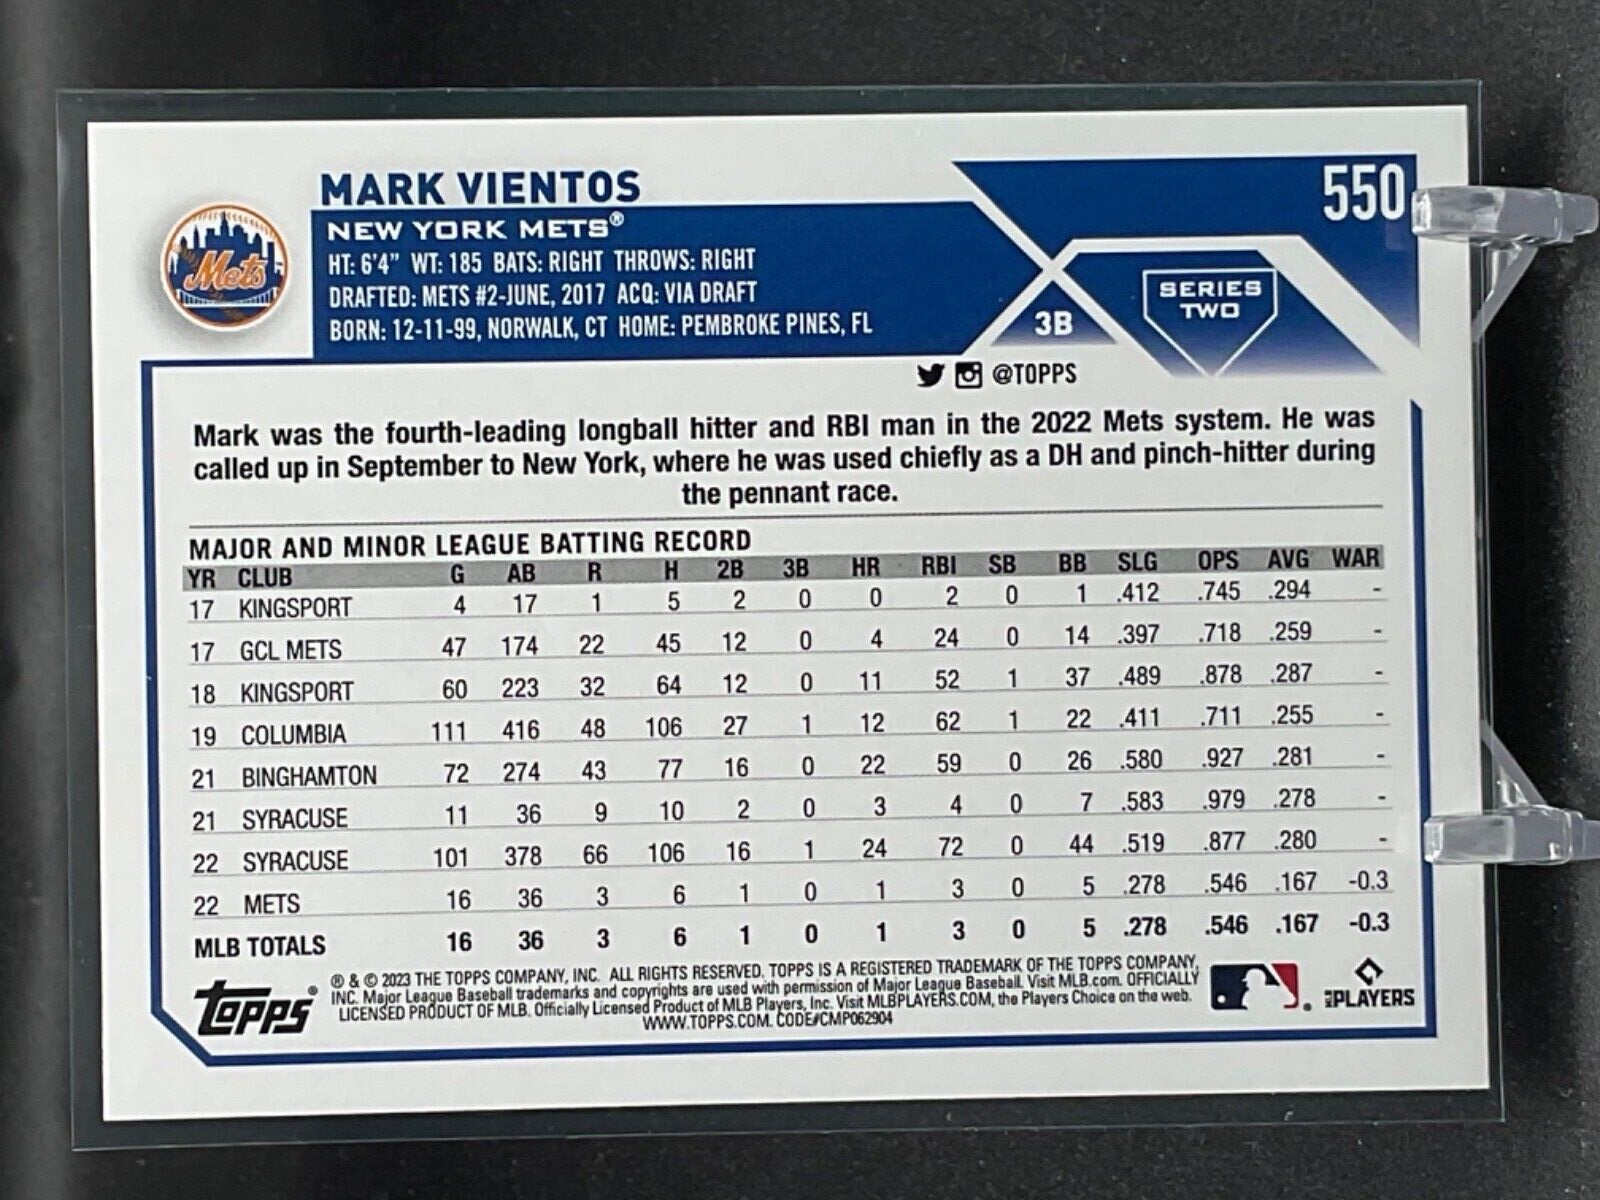 MARK VIENTOS
550
Mets
NEW YORK METS®
HT: 6'4" WT: 185 BATS: RIGHT THROWS: RIGHT
DRAFTED: METS #2-JUNE, 2017 ACQ: VIA DRAFT
BORN: 12-11-99, NORWALK, CT HOME: PEMBROKE PINES, FL
3B
SERIES
TWO
@TOPPS
Mark was the fourth-leading longball hitter and RBI man in the 2022 Mets system. He was
called up in September to New York, where he was used chiefly as a DH and pinch-hitter during
the pennant race.
MAJOR AND MINOR LEAGUE BATTING RECORD
YR CLUB G AB R H 2B 3B HR RBI SB BB SLG OPS AVG WAR
17 KINGSPORT 4 17 1 5 2 0 0 2 0 1 .412 .745 .294 -
17 GCL METS 47 174 22 45 12 0 4 24 0 14 .397 .718 .259 -
18 KINGSPORT 60 223 32 64 12 0 11 52 1 37 .489 .878 .287 -
19 COLUMBIA 111 416 48 106 27 1 12 62 1 22 .411 .711 .255 -
21 BINGHAMTON 72 274 43 77 16 0 22 59 0 26 .580 .927 .281 -
21 SYRACUSE 11 36 9 10 2 0 3 4 0 7 .583 .979 .278 -
22 SYRACUSE 101 378 66 106 16 1 24 72 0 44 .519 .877 .280 -
22 METS 16 36 3 6 1 0 1 3 0 5 .278 .546 .167 -0.3
MLB TOTALS 16 36 3 6 1 0 1 3 0 5 .278 .546 .167 -0.3
Topps®
® & © 2023 THE TOPPS COMPANY, INC. ALL RIGHTS RESERVED. TOPPS IS A REGISTERED TRADEMARK OF THE TOPPS COMPANY,
INC. Major League Baseball trademarks and copyrights are used with permission of Major League Baseball. Visit MLB.com. OFFICIALLY
LICENSED PRODUCT OF MLB. Officially Licensed Product of MLB Players, Inc. Visit MLBPLAYERS.COM, the Players Choice on the web.
WWW.TOPPS.COM. CODE#CMP062904
MLB PLAYERS